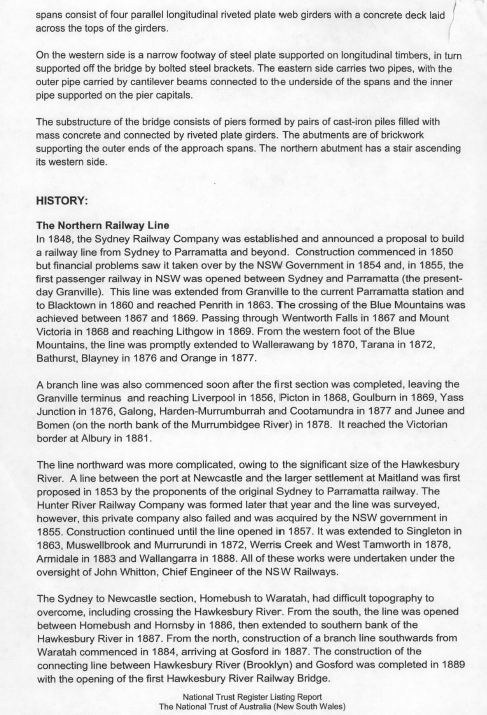 spans consist of four parallel longitudinal riveted plate web girders with a concrete deck laid
across the tops of the girders.
On the western side is a narrow footway of steel plate supported on longitudinal timbers, in turn
supported off the bridge by bolted steel brackets. The eastern side carries two pipes, with the
outer pipe carried by cantilever beams connected to the underside of the spans and the inner
pipe supported on the pier capitals.
The substructure of the bridge consists of piers formed by pairs of cast-iron piles filled with
mass concrete and connected by riveted plate girders. The abutments are of brickwork
supporting the outer ends of the approach spans. The northern abutment has a stair ascending
its western side.
HISTORY:
The Northern Railway Line
In 1848, the Sydney Railway Company was established and announced a proposal to build
a railway line from Sydney to Parramatta and beyond. Construction commenced in 1850
but financial problems saw it taken over by the NSW Government in 1854 and, in 1855, the
first passenger railway in NSW was opened between Sydney and Parramatta (the present-
day Granville). This line was extended from Granville to the current Parramatta station and
to Blacktown in 1860 and reached Penrith in 1863. The crossing of the Blue Mountains was
achieved between 1867 and 1869. Passing through Wentworth Falls in 1867 and Mount
Victoria in 1868 and reaching Lithgow in 1869. From the western foot of the Blue
Mountains, the line was promptly extended to Wallerawang by 1870, Tarana in 1872,
Bathurst, Blayney in 1876 and Orange in 1877.
A branch line was also commenced soon after the first section was completed, leaving the
Granville terminus and reaching Liverpool in 1856, Picton in 1868, Goulburn in 1869, Yass
Junction in 1876, Galong, Harden-Murrumburrah and Cootamundra in 1877 and Junee and
Bomen (on the north bank of the Murrumbidgee River) in 1878. It reached the Victorian
border at Albury in 1881.
The line northward was more complicated, owing to the significant size of the Hawkesbury
River. A line between the port at Newcastle and the larger settlement at Maitland was first
proposed in 1853 by the proponents of the original Sydney to Parramatta railway. The
Hunter River Railway Company was formed later that year and the line was surveyed,
however, this private company also failed and was acquired by the NSW government in
1855. Construction continued until the line opened in 1857. It was extended to Singleton in
1863, Muswellbrook and Murrurundi in 1872, Werris Creek and West Tamworth in 1878,
Armidale in 1883 and Wallangarra in 1888. All of these works were undertaken under the
oversight of John Whitton, Chief Engineer of the NSW Railways.
The Sydney to Newcastle section, Homebush to Waratah, had difficult topography to
overcome, including crossing the Hawkesbury River. From the south, the line was opened
between Homebush and Hornsby in 1886, then extended to southern bank of the
Hawkesbury River in 1887. From the north, construction of a branch line southwards from
Waratah commenced in 1884, arriving at Gosford in 1887. The construction of the
connecting line between Hawkesbury River (Brooklyn) and Gosford was completed in 1889
with the opening of the first Hawkesbury River Railway Bridge.
National Trust Register Listing Report
The National Trust of Australia (New South Wales)